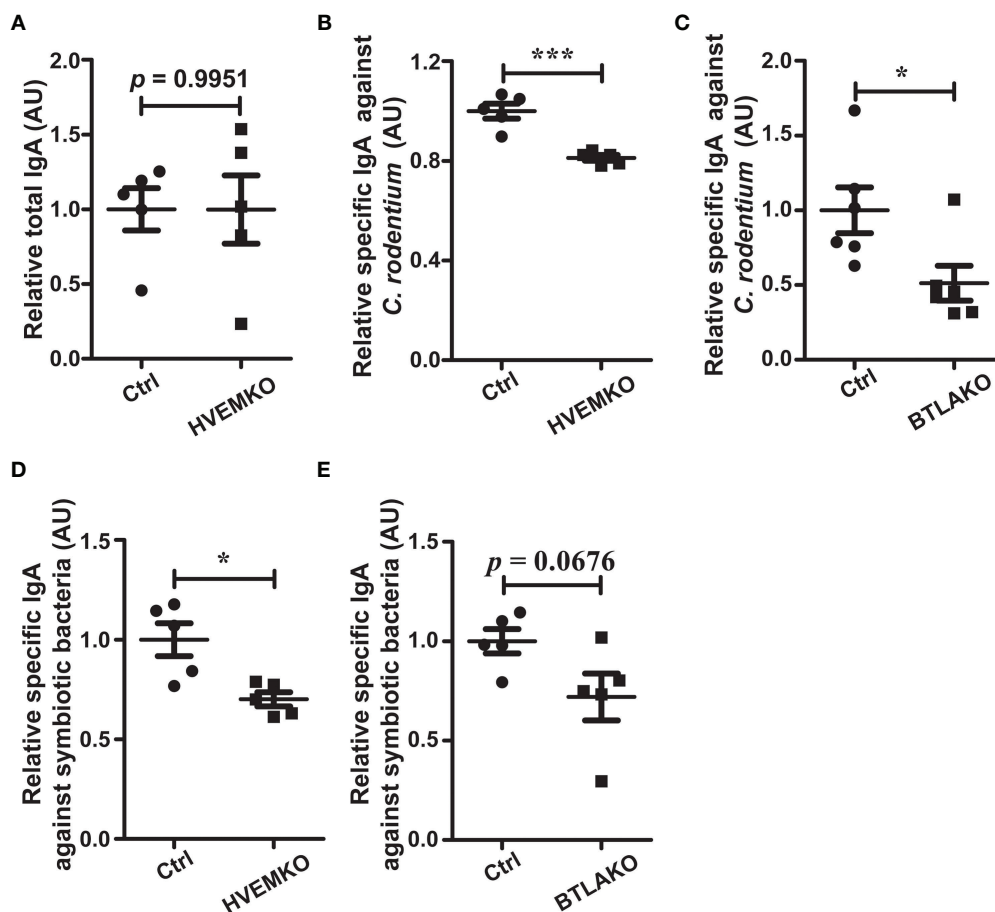 A
Relative total IgA (AU)
2.0
1.5
1.0
0.5
0.0
p = 0.9951
Ctrl
HVEMKO
B
Relative specific IgA against
C. rodentium (AU)
1.2
0.8
0.4
0.0
***
Ctrl
HVEMKO
C
Relative specific IgA against
C. rodentium (AU)
2.0
1.5
1.0
0.5
0.0
*
Ctrl
BTLAKO
D
Relative specific IgA
against symbiotic bacteria (AU)
1.5
1.0
0.5
0.0
*
Ctrl
HVEMKO
E
Relative specific IgA
against symbiotic bacteria (AU)
1.5
1.0
0.5
0.0
p = 0.0676
Ctrl
BTLAKO